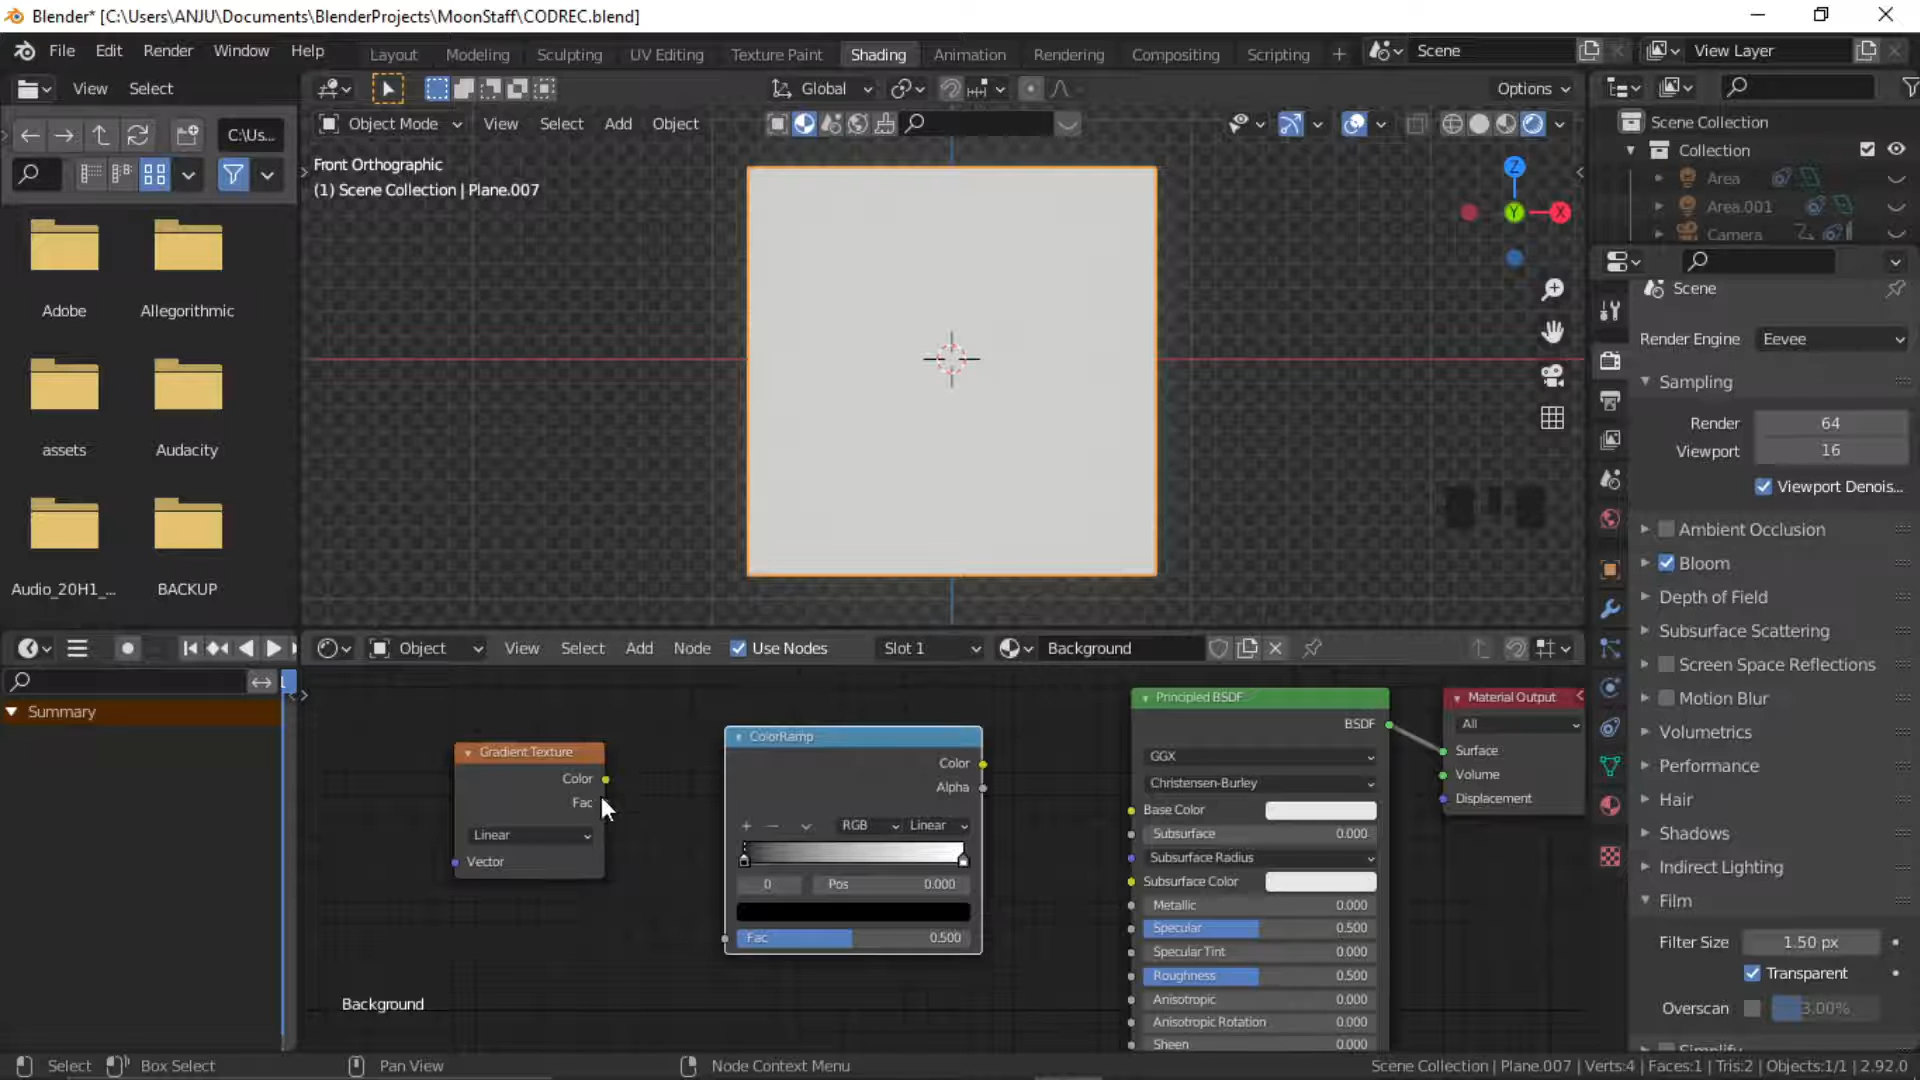 Blender* [C:\Users\ANJU\Documents\BlenderProjects\MoonStaff\CODREC.blend]
File Edit Render Window Help
Layout Modeling Sculpting UV Editing Texture Paint Shading Animation Rendering Compositing Scripting +
Scene
View Layer
View Select
Global
Options
C:\Us...
Object Mode View Select Add Object
Front Orthographic
(1) Scene Collection | Plane.007
Z
Y
X
Adobe
Allegorithmic
assets
Audacity
Audio_20H1_...
BACKUP
Scene Collection
Collection
Area
Area.001
Camera
Scene
Render Engine Eevee
Sampling
Render 64
Viewport 16
Viewport Denois...
Ambient Occlusion
Bloom
Depth of Field
Subsurface Scattering
Screen Space Reflections
Motion Blur
Volumetrics
Performance
Hair
Shadows
Indirect Lighting
Film
Filter Size 1.50 px
Transparent
Overscan 3.00%
Simplify
Object View Select Add Node Use Nodes Slot 1 Background
1
Summary
Gradient Texture
Color
Fac
Linear
Vector
ColorRamp
Color
Alpha
+ — RGB Linear
0 Pos 0.000
Fac 0.500
Principled BSDF
BSDF
GGX
Christensen-Burley
Base Color
Subsurface 0.000
Subsurface Radius
Subsurface Color
Metallic 0.000
Specular 0.500
Specular Tint 0.000
Roughness 0.500
Anisotropic 0.000
Anisotropic Rotation 0.000
Sheen 0.000
Material Output
All
Surface
Volume
Displacement
Background
Select Box Select Pan View Node Context Menu
Scene Collection | Plane.007 | Verts:4 | Faces:1 | Tris:2 | Objects:1/1 | 2.92.0